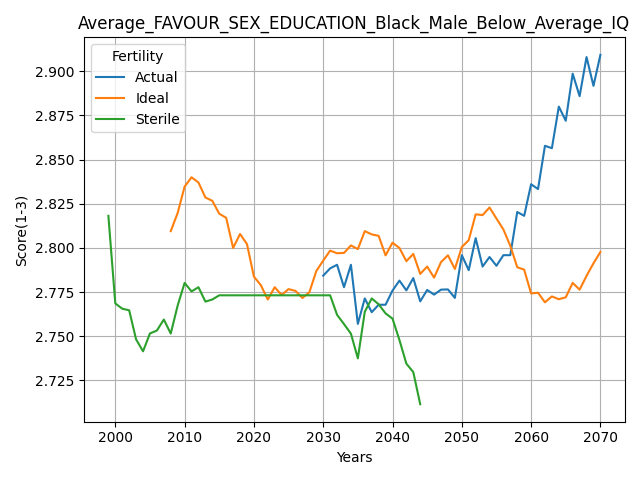 Average_FAVOUR_SEX_EDUCATION_Black_Male_Below_Average_IQ
Fertility
Actual
Ideal
Sterile
2.900
2.875
2.850
2.825
2.800
2.775
2.750
2.725
Score(1-3)
2000 2010 2020 2030 2040 2050 2060 2070
Years